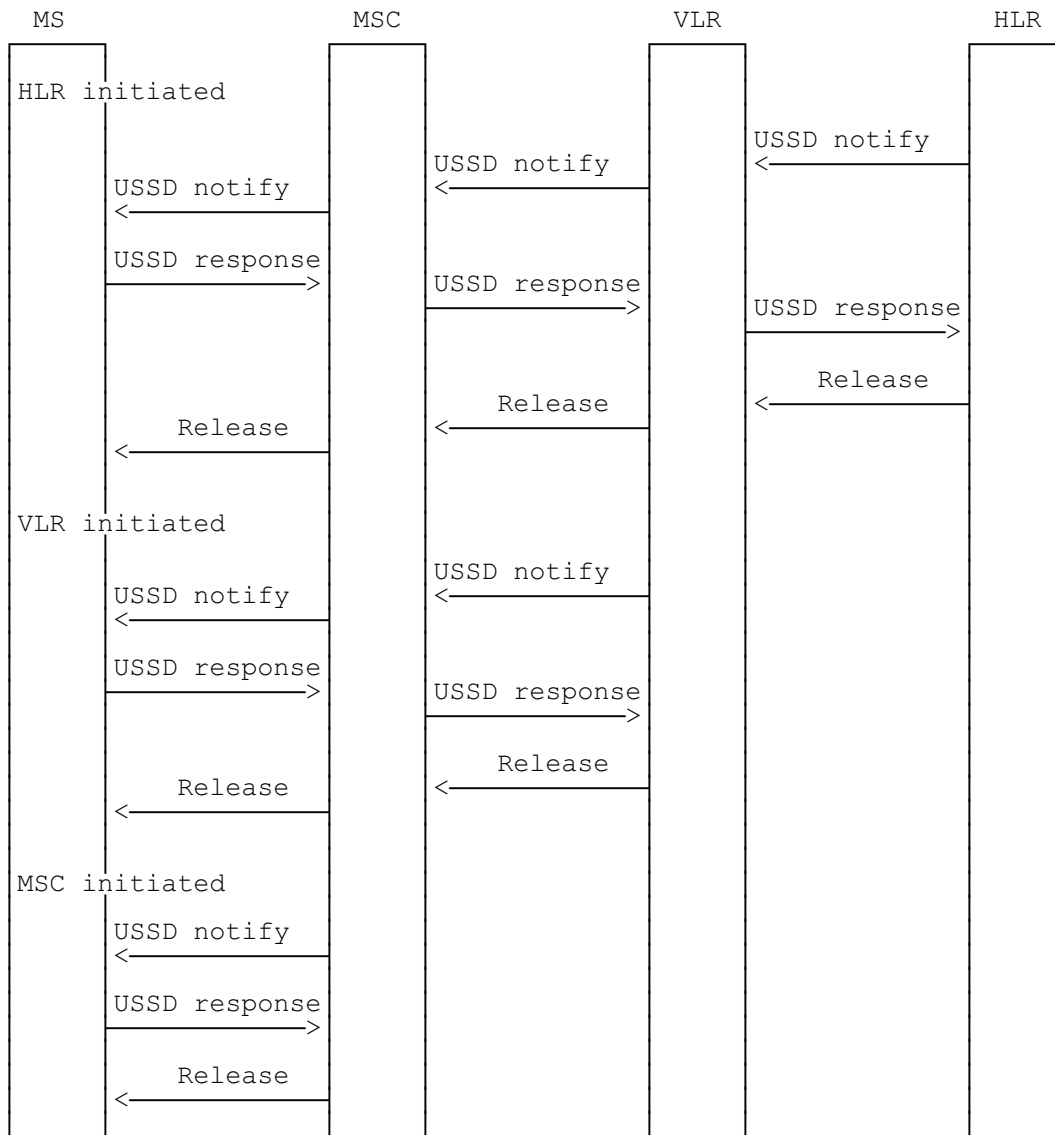 MS MSC VLR HLR
HLR initiated
USSD notify
USSD notify
USSD notify
USSD response
USSD response
USSD response
Release
Release
Release
VLR initiated
USSD notify
USSD notify
USSD response
USSD response
Release
Release
MSC initiated
USSD notify
USSD response
Release